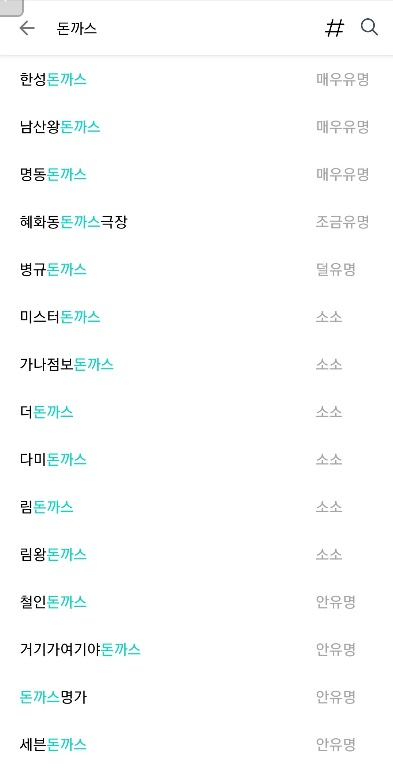 돈까스
한성돈까스 매우유명
남산왕돈까스 매우유명
명동돈까스 매우유명
혜화동돈까스극장 조금유명
병규돈까스 덜유명
미스터돈까스 소소
가나점보돈까스 소소
더돈까스 소소
다미돈까스 소소
림돈까스 소소
림왕돈까스 소소
철인돈까스 안유명
거기가여기야돈까스 안유명
돈까스명가 안유명
세븐돈까스 안유명